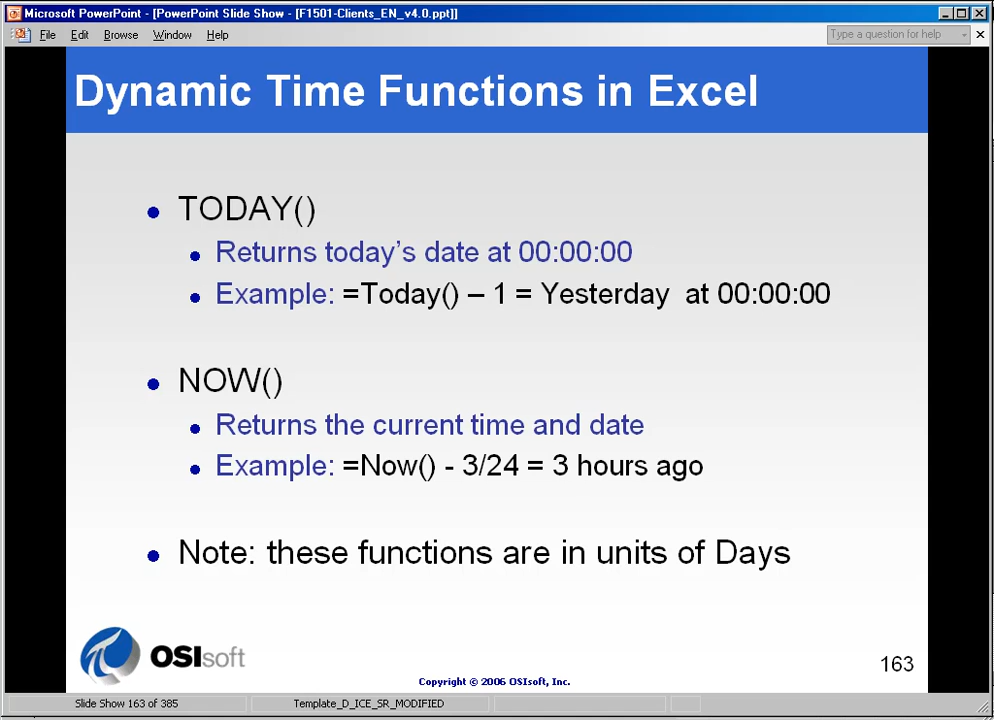 Microsoft PowerPoint - [PowerPoint Slide Show - [F1501-Clients_EN_v4.0.ppt]]
File Edit Browse Window Help Type a question for help
Dynamic Time Functions in Excel
• TODAY()
• Returns today’s date at 00:00:00
• Example: =Today() – 1 = Yesterday at 00:00:00
• NOW()
• Returns the current time and date
• Example: =Now() - 3/24 = 3 hours ago
• Note: these functions are in units of Days
OSIsoft
Copyright © 2006 OSIsoft, Inc.
163
Slide Show 163 of 385 Template_D_ICE_SR_MODIFIED